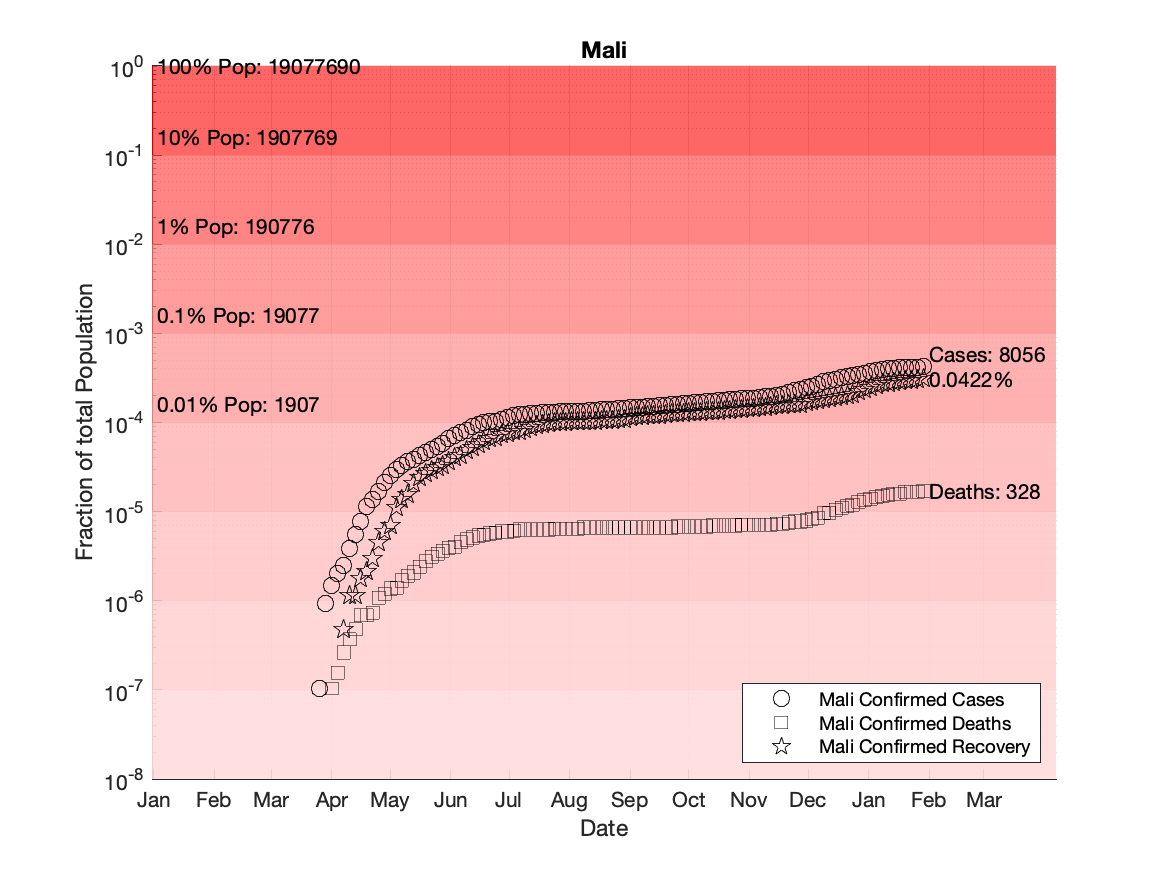 Mali
10^0
100% Pop: 19077690
10% Pop: 1907769
10^-1
1% Pop: 190776
10^-2
0.1% Pop: 19077
10^-3
Cases: 8056
0.0422%
0.01% Pop: 1907
10^-4
Deaths: 328
10^-5
10^-6
10^-7
10^-8
Fraction of total Population
Mali Confirmed Cases
Mali Confirmed Deaths
Mali Confirmed Recovery
Jan Feb Mar Apr May Jun Jul Aug Sep Oct Nov Dec Jan Feb Mar
Date